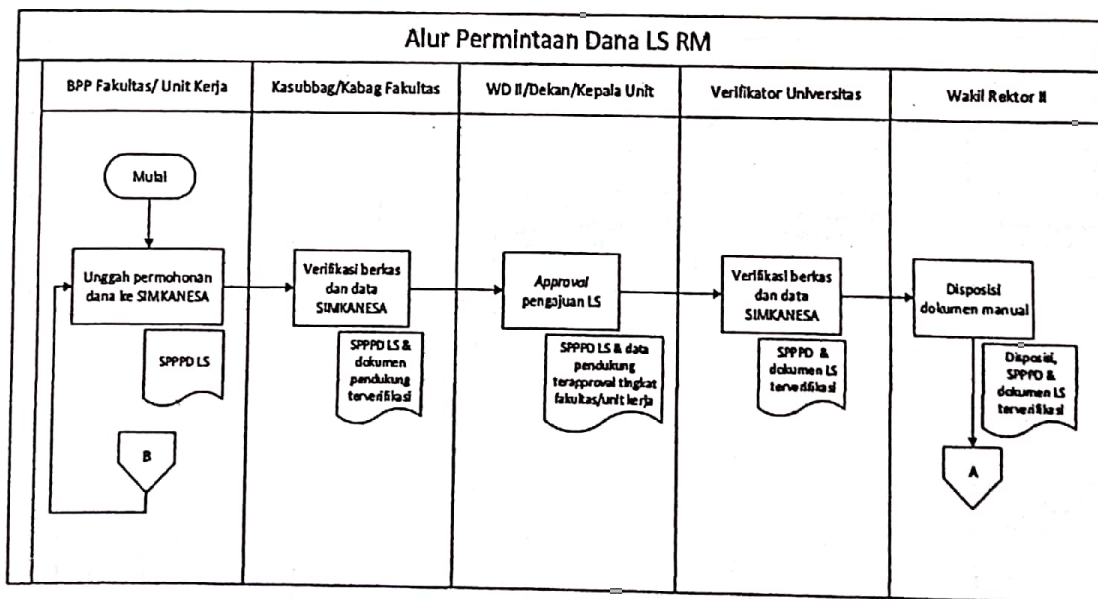 Alur Permintaan Dana LS RM
BPP Fakultas/ Unit Kerja
Kasubbag/Kabag Fakultas
WD II/Dekan/Kepala Unit
Verifikator Universitas
Wakil Rektor II
Mulai
Unggah permohonan
dana ke SIMKANESA
SPPPD LS
B
Verifikasi berkas
dan data
SIMKANESA
SPPPD LS &
dokumen
pendukung
terverifikasi
Approval
pengajuan LS
SPPPD LS & data
pendukung
terapproval tingkat
fakultas/unit kerja
Verifikasi berkas
dan data
SIMKANESA
SPPPD &
dokumen LS
terverifikasi
Disposisi
dokumen manual
Disposisi,
SPPPD &
dokumen LS
terverifikasi
A